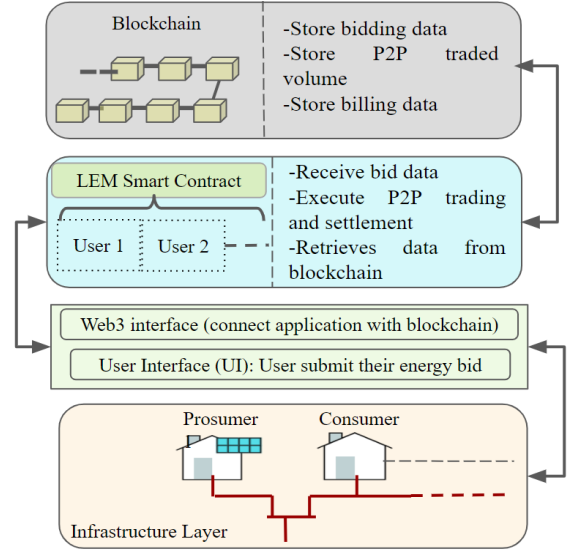 Blockchain
-Store bidding data
-Store P2P traded
volume
-Store billing data
LEM Smart Contract
User 1
User 2
-Receive bid data
-Execute P2P trading
and settlement
-Retrieves data from
blockchain
Web3 interface (connect application with blockchain)
User Interface (UI): User submit their energy bid
Prosumer
Consumer
Infrastructure Layer